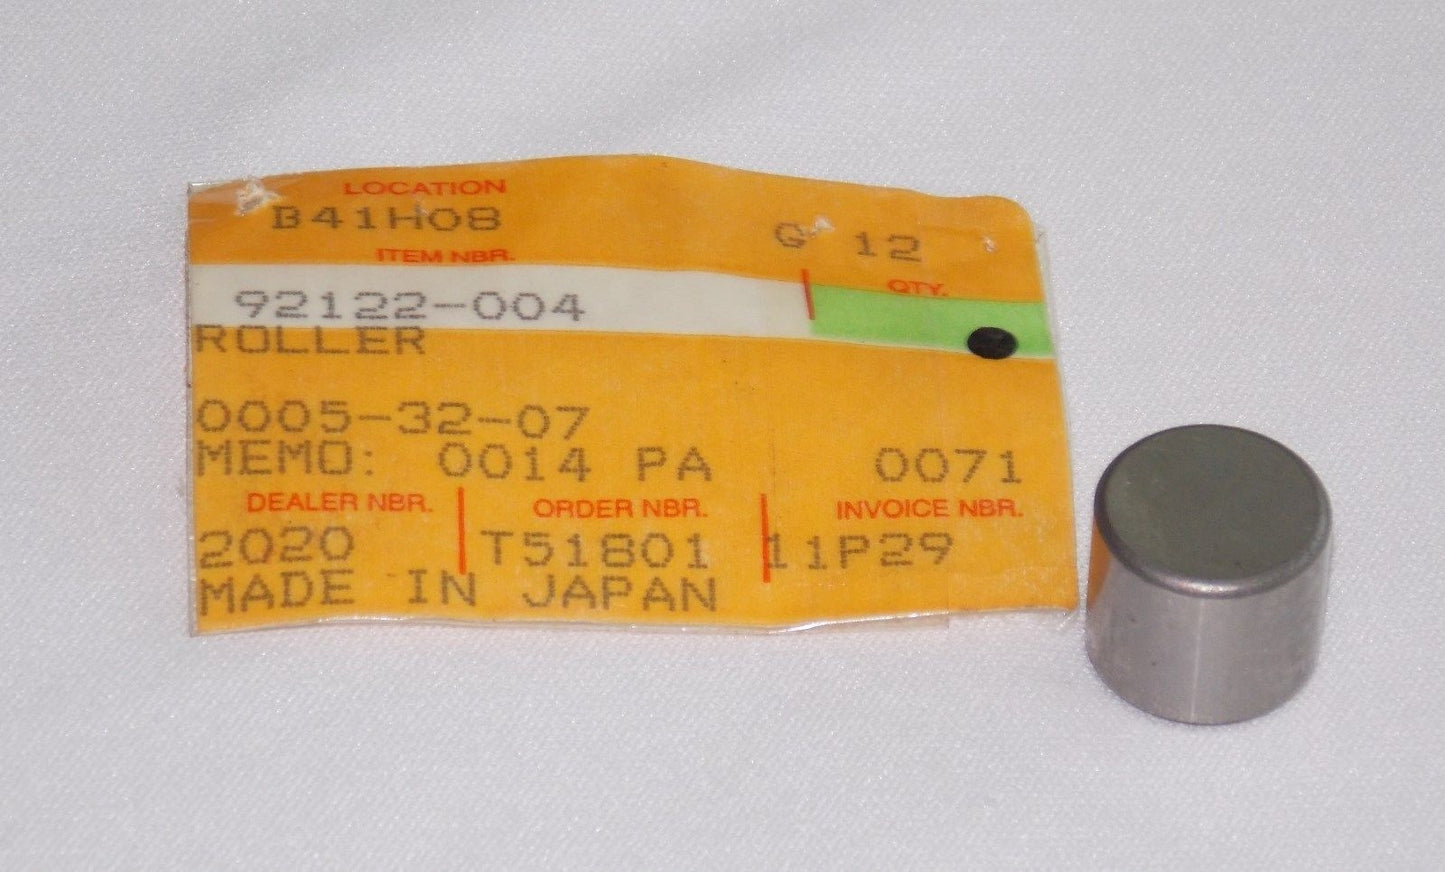 LOCATION
B41H08
G 12
ITEM NBR.
QTY.
92122-004
ROLLER
0005-32-07
MEMO: 0014 PA 0071
DEALER NBR. ORDER NBR. INVOICE NBR.
2020 T51801 11P29
MADE IN JAPAN